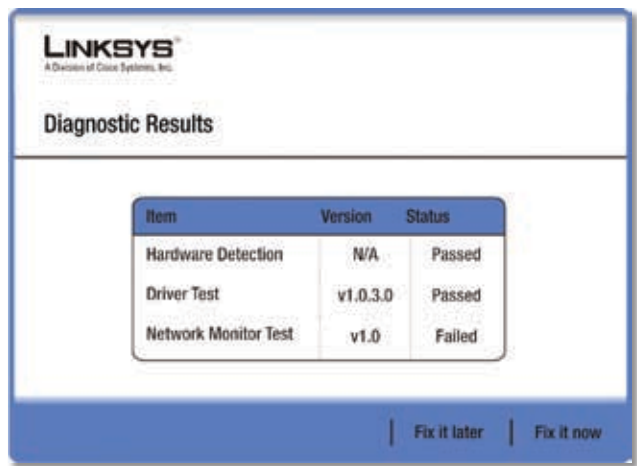 LINKSYS®
A Division of Cisco Systems, Inc.
Diagnostic Results
Item Version Status
Hardware Detection N/A Passed
Driver Test v1.0.3.0 Passed
Network Monitor Test v1.0 Failed
Fix it later Fix it now